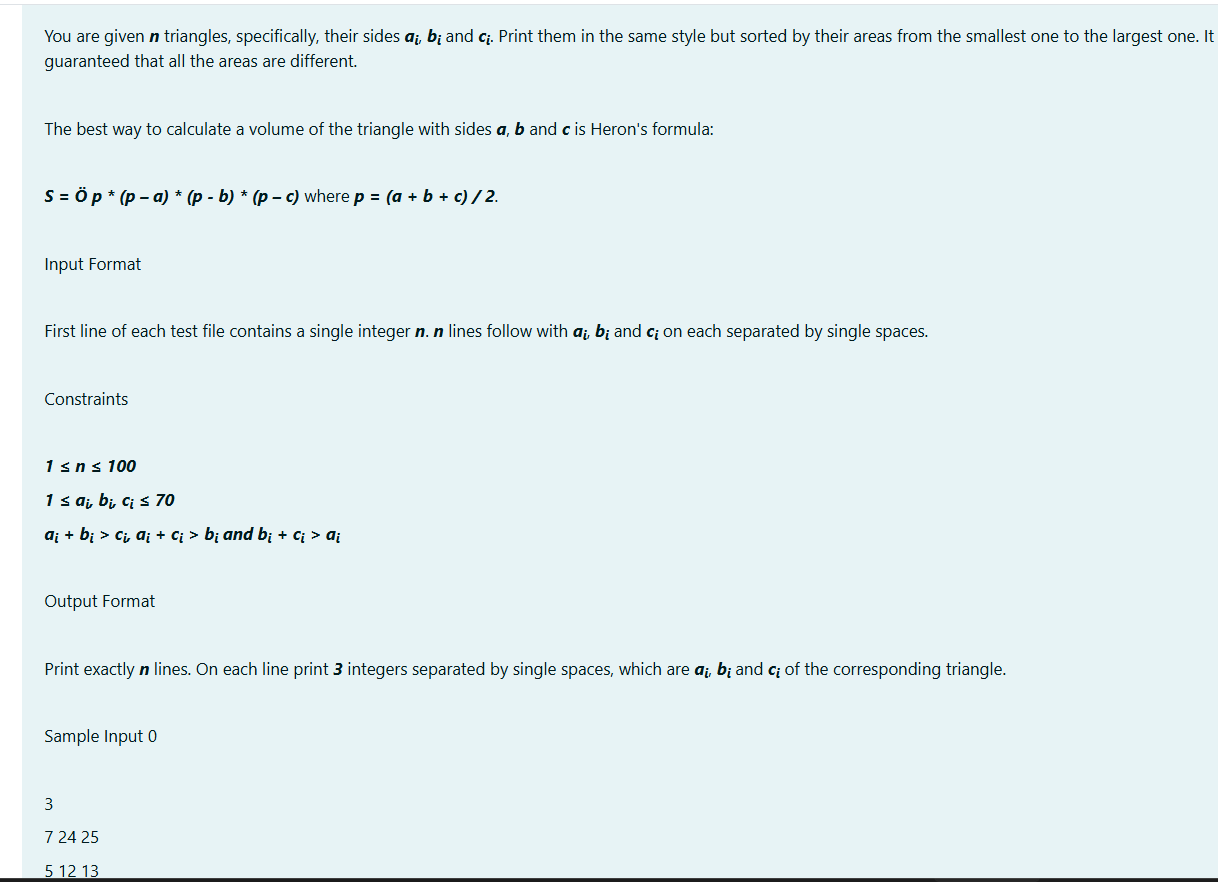 You are given n triangles, specifically, their sides ai, bi and ci. Print them in the same style but sorted by their areas from the smallest one to the largest one. It
guaranteed that all the areas are different.
The best way to calculate a volume of the triangle with sides a, b and c is Heron's formula:
S = Ö p * (p – a) * (p - b) * (p – c) where p = (a + b + c) / 2.
Input Format
First line of each test file contains a single integer n. n lines follow with ai, bi and ci on each separated by single spaces.
Constraints
1 ≤ n ≤ 100
1 ≤ ai, bi, ci ≤ 70
ai + bi > ci, ai + ci > bi and bi + ci > ai
Output Format
Print exactly n lines. On each line print 3 integers separated by single spaces, which are ai, bi and ci of the corresponding triangle.
Sample Input 0
3
7 24 25
5 12 13